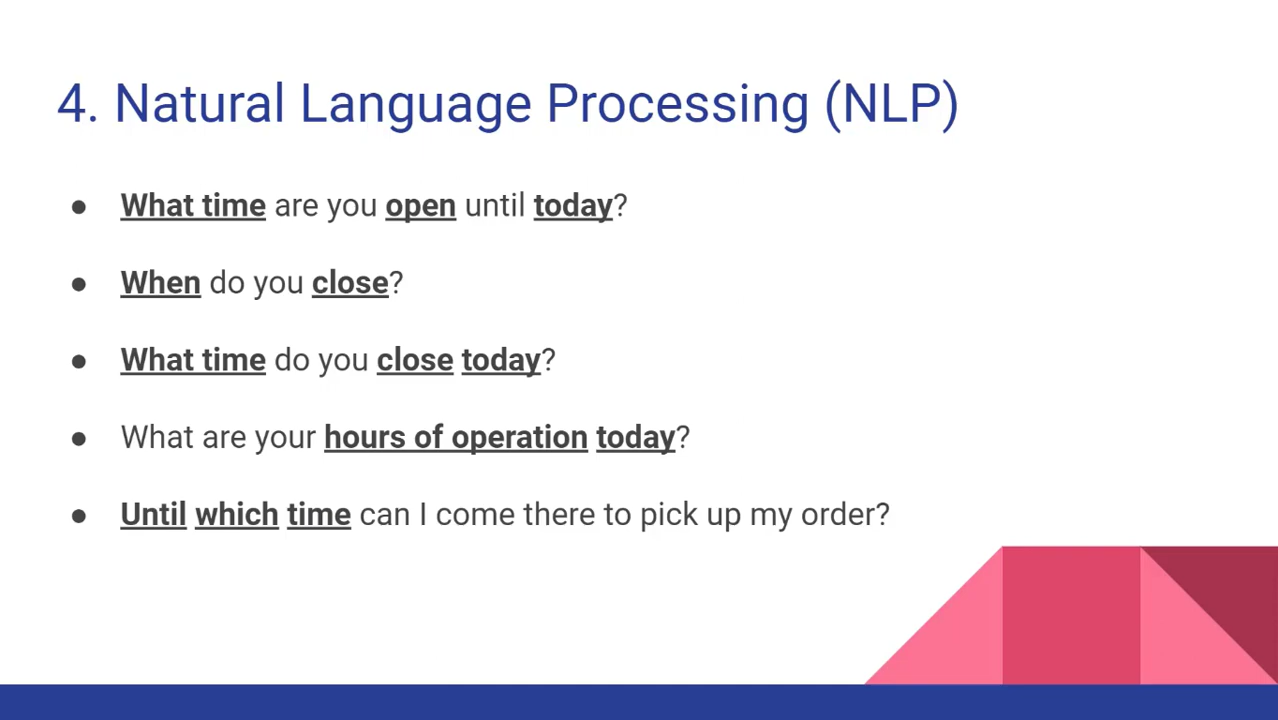 4. Natural Language Processing (NLP)
● What time are you open until today?
● When do you close?
● What time do you close today?
● What are your hours of operation today?
● Until which time can I come there to pick up my order?